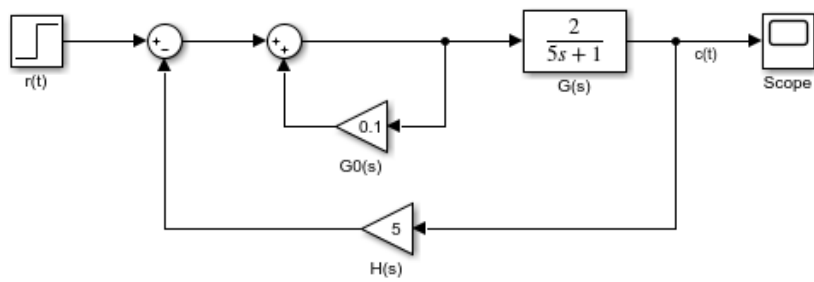 r(t)
+
−
+
+
2
5s + 1
G(s)
c(t)
Scope
0.1
G0(s)
5
H(s)